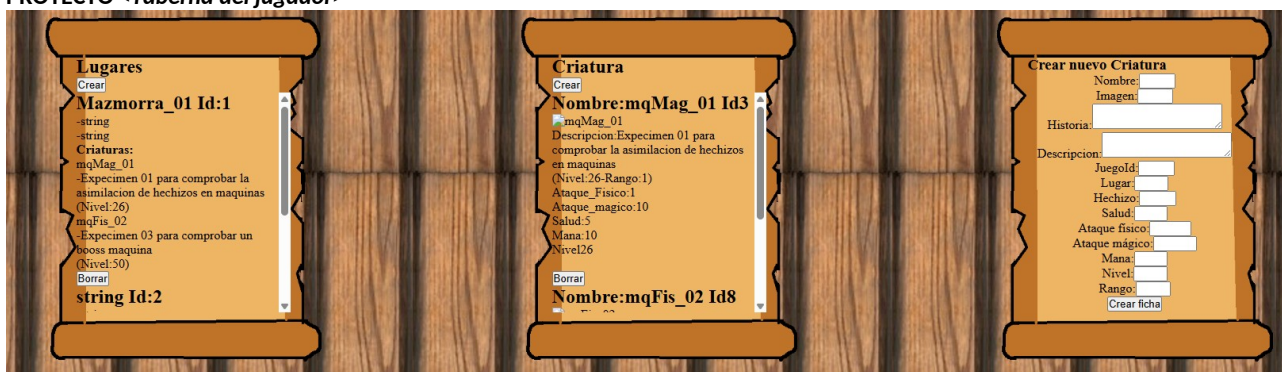 PROYECTO <Taberna del jugador>
Lugares
Crear
Mazmorra_01 Id:1
-string
-string
Criaturas:
mqMag_01
-Expecimen 01 para comprobar la
asimilacion de hechizos en maquinas
(Nivel:26)
mqFis_02
-Expecimen 03 para comprobar un
booss maquina
(Nivel:50)
Borrar
string Id:2
Criatura
Crear
Nombre:mqMag_01 Id3
mqMag_01
Descripcion:Expecimen 01 para
comprobar la asimilacion de hechizos
en maquinas
(Nivel:26-Rango:1)
Ataque_Fisico:1
Ataque_magico:10
Salud:5
Mana:10
Nivel26
Borrar
Nombre:mqFis_02 Id8
Crear nuevo Criatura
Nombre:
Imagen:
Historia:
Descripcion:
JuegoId:
Lugar:
Hechizo:
Salud:
Ataque físico:
Ataque mágico:
Mana:
Nivel:
Rango:
Crear ficha